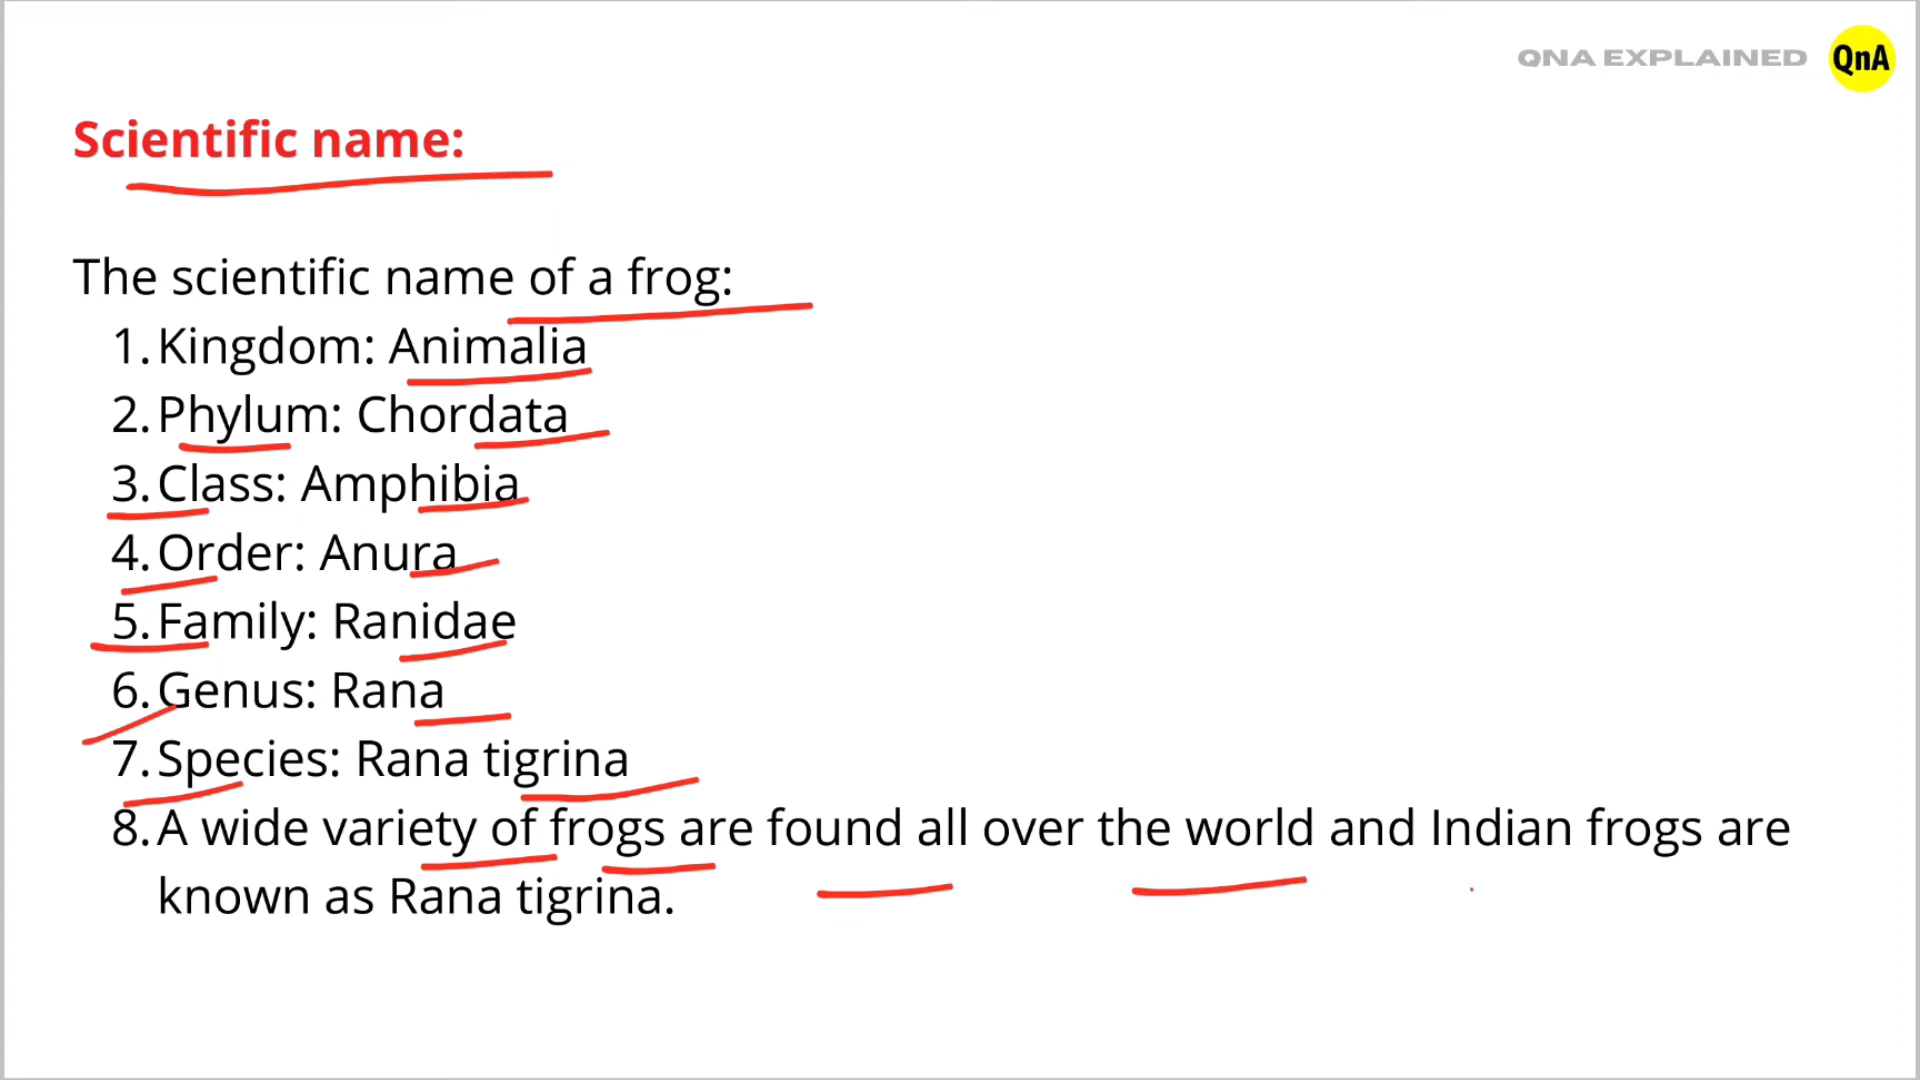 QNA EXPLAINED QnA
Scientific name:
The scientific name of a frog:
1. Kingdom: Animalia
2. Phylum: Chordata
3. Class: Amphibia
4. Order: Anura
5. Family: Ranidae
6. Genus: Rana
7. Species: Rana tigrina
8. A wide variety of frogs are found all over the world and Indian frogs are
known as Rana tigrina.